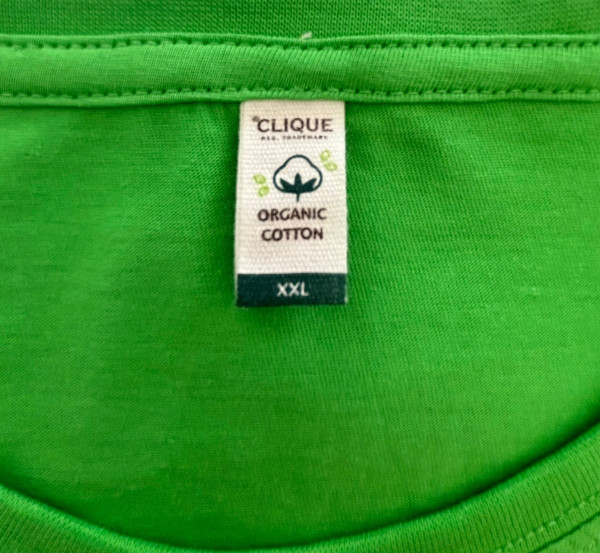 ®CLIQUE
REG. TRADEMARK
ORGANIC
COTTON
XXL